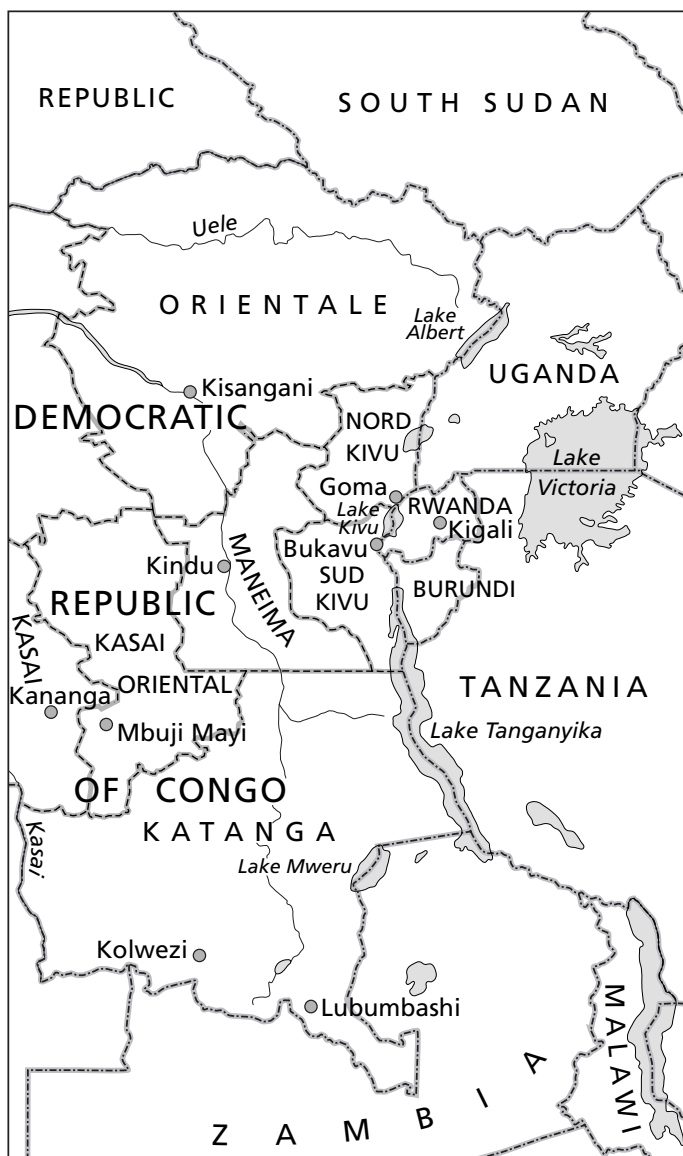 REPUBLIC
SOUTH SUDAN
Uele
ORIENTALE
Lake
Albert
UGANDA
Kisangani
DEMOCRATIC
NORD
KIVU
Lake
Victoria
Goma
Lake
Kivu
RWANDA
Kigali
Bukavu
SUD
KIVU
BURUNDI
Kindu
MANEIMA
REPUBLIC
KASAI
KASAI
ORIENTAL
Kananga
Mbuji Mayi
TANZANIA
Lake Tanganyika
OF CONGO
KATANGA
Kasai
Lake Mweru
Kolwezi
Lubumbashi
MALAWI
ZAMBIA